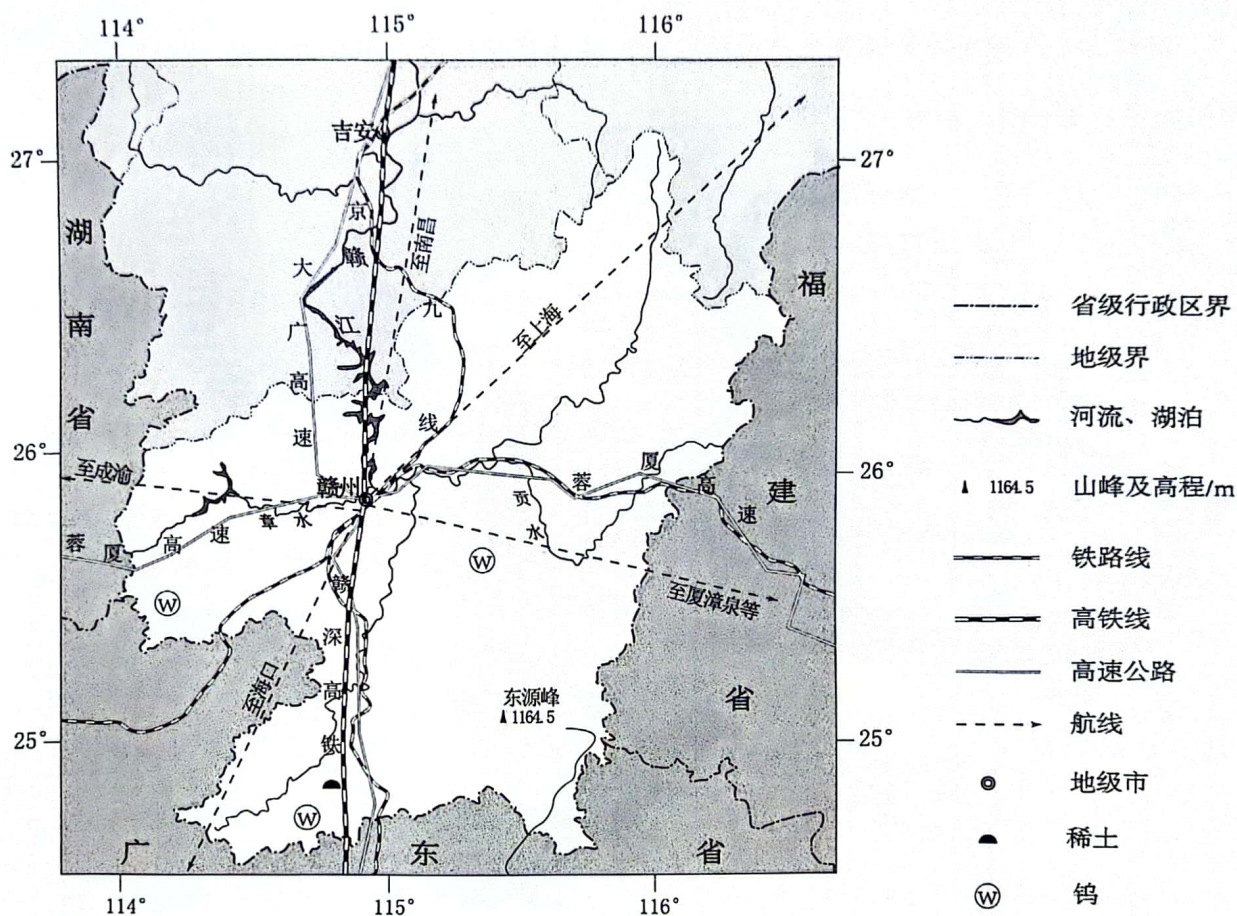 114° 115° 116°
吉安
27° 27°
京
湖
至南昌
赣
大
福
九
南
至上海
江
广
省级行政区界
地级界
高
省
线
河流、湖泊
速
26° 26°
厦
至成渝
蓉
赣州
高
建
1164.5 山峰及高程/m
贡
章 水
速
水
速
高
蓉 厦
铁路线
W
赣
至厦漳泉等
W
高铁线
深
高速公路
至海口
高
东源峰
省
1164.5
航线
铁
25° 25°
地级市
W
稀土
广 东 省
W 钨
114° 115° 116°